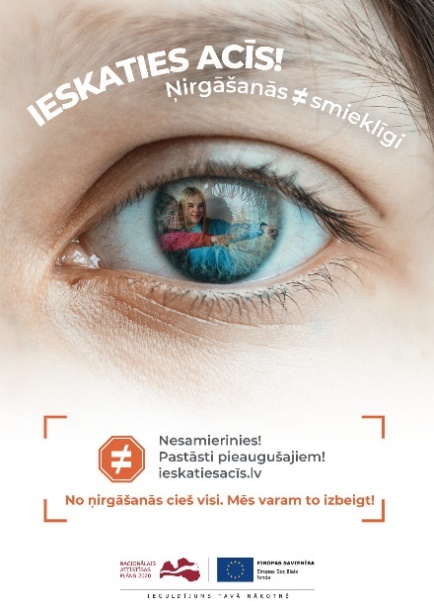 IESKATIES ACĪS!
Ņirgāšanās ≠ smieklīgi
Nesamierinies!
Pastāsti pieaugušajiem!
ieskatiesacīs.lv
No ņirgāšanās cieš visi. Mēs varam to izbeigt!
NACIONĀLAIS
ATTĪSTĪBAS
PLĀNS 2020
EIROPAS SAVIENĪBA
Eiropas Sociālais
fonds
IEGULDĪJUMS TAVĀ NĀKOTNĒ